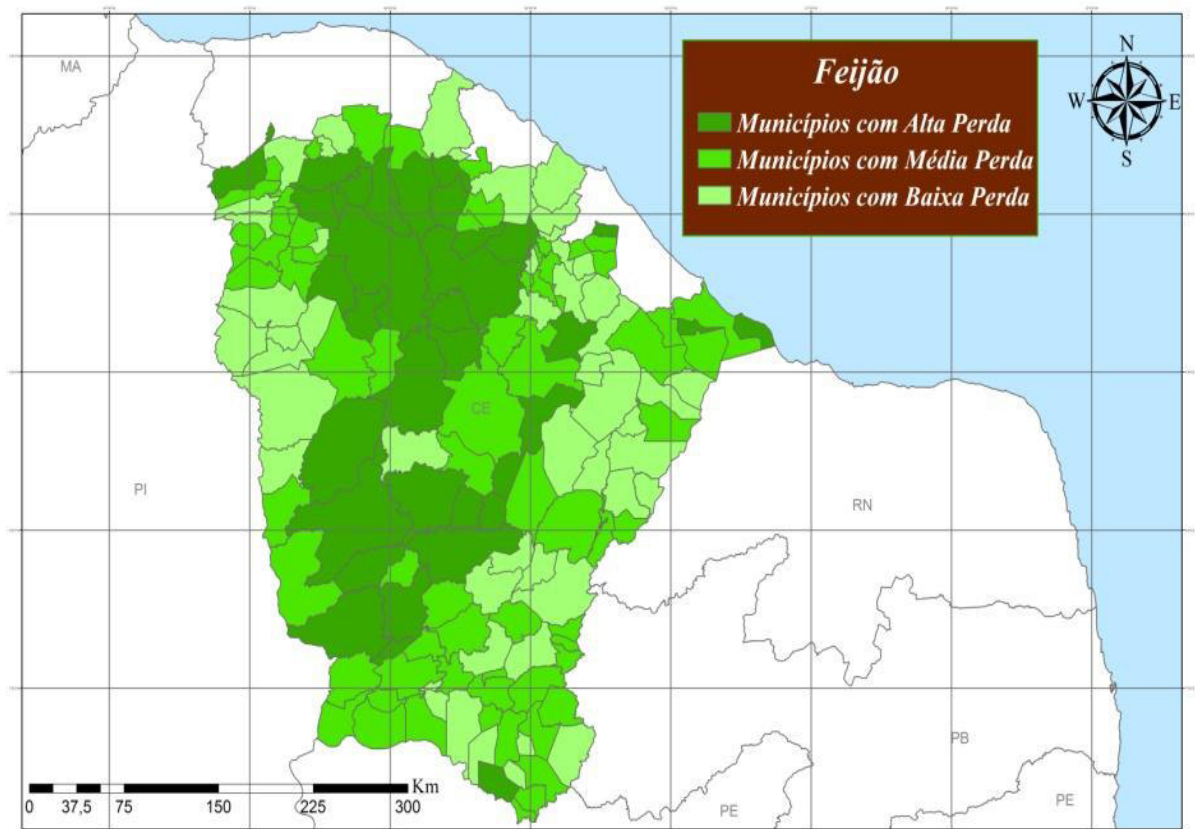 Feijão
Municípios com Alta Perda
Municípios com Média Perda
Municípios com Baixa Perda
N
W E
S
MA
CE
PI
RN
PB
PE
PE
Km
0 37,5 75 150 225 300